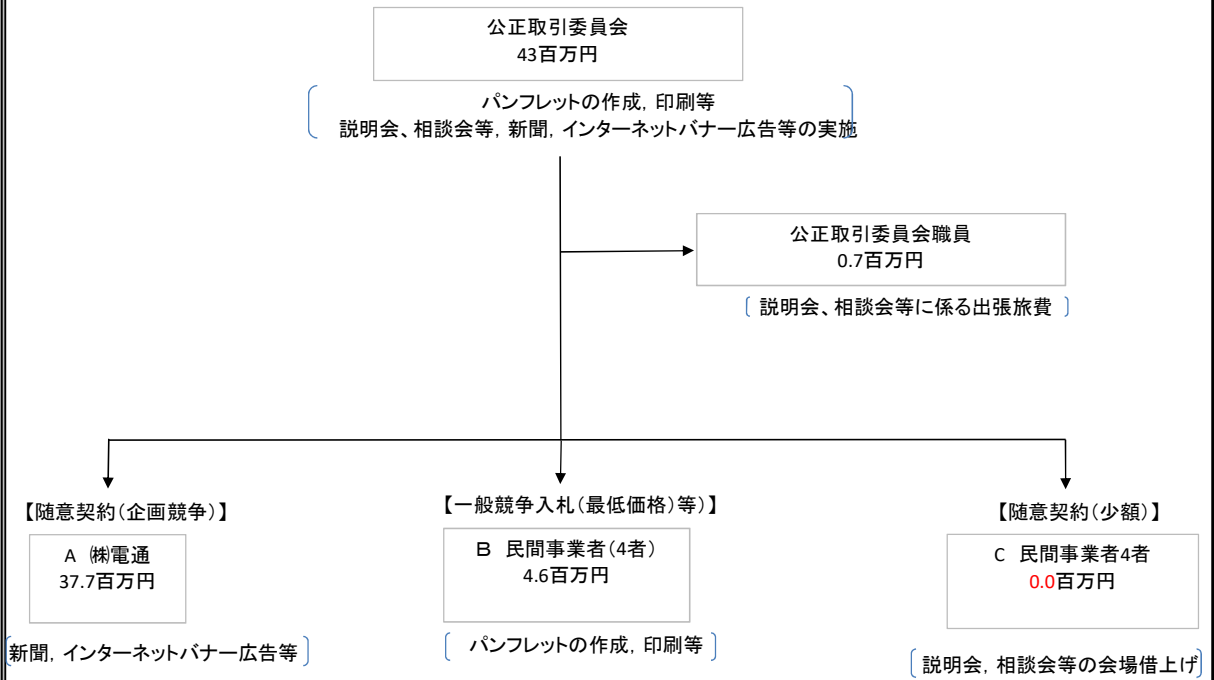 公正取引委員会
43百万円
パンフレットの作成，印刷等
説明会、相談会等，新聞，インターネットバナー広告等の実施
公正取引委員会職員
0.7百万円
説明会、相談会等に係る出張旅費
【随意契約（企画競争）】
A ㈱電通
37.7百万円
新聞，インターネットバナー広告等
【一般競争入札（最低価格）等）】
B 民間事業者（4者）
4.6百万円
パンフレットの作成，印刷等
【随意契約（少額）】
C 民間事業者4者
0.0百万円
説明会，相談会等の会場借上げ